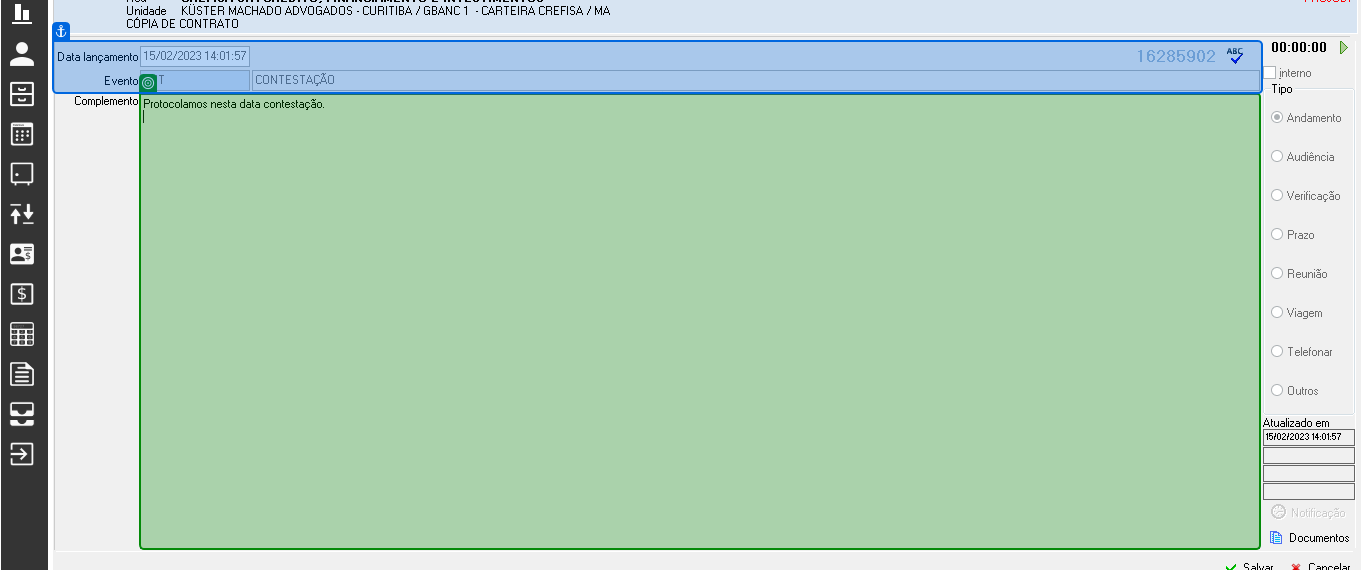 Unidade KÜSTER MACHADO ADVOGADOS - CURITIBA / GBANC 1 - CARTEIRA CREFISA / MA
CÓPIA DE CONTRATO
Data lançamento 15/02/2023 14:01:57 16285902 ABC
Evento T CONTESTAÇÃO
Complemento Protocolamos nesta data contestação.
00:00:00
interno
Tipo
Andamento
Audiência
Verificação
Prazo
Reunião
Viagem
Telefonar
Outros
Atualizado em
15/02/2023 14:01:57
Notificação
Documentos
Salvar Cancelar